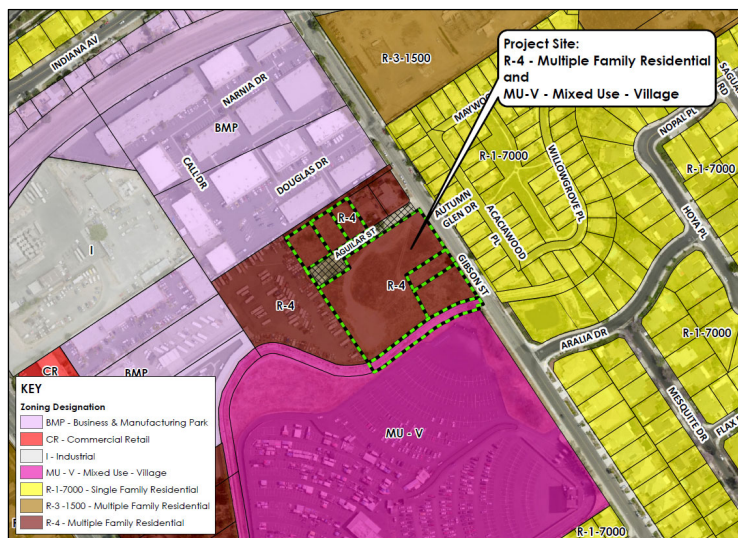 INDIANA AV
R-3-1500
Project Site:
R-4 - Multiple Family Residential
and
MU-V - Mixed Use - Village
NARNIA DR
BMP
CALI DR
DOUGLAS DR
MAYWOOD
R-1-7000
WILLOWGROVE PL
NOPAL PL
RD
R-1-7000
HOYA PL
AUTUMN
GLEN DR
ACACIAWOOD
PL
R-4
AGUILAR ST
GIBSON ST
I
R-4
R-4
ARALIA DR
R-1-7000
CR
BMP
MESQUITE DR
FLAX
MU - V
R-1-7000
KEY
Zoning Designation
BMP - Business & Manufacturing Park
CR - Commercial Retail
I - Industrial
MU - V - Mixed Use - Village
R-1-7000 - Single Family Residential
R-3 -1500 - Multiple Family Residential
R-4 - Multiple Family Residential